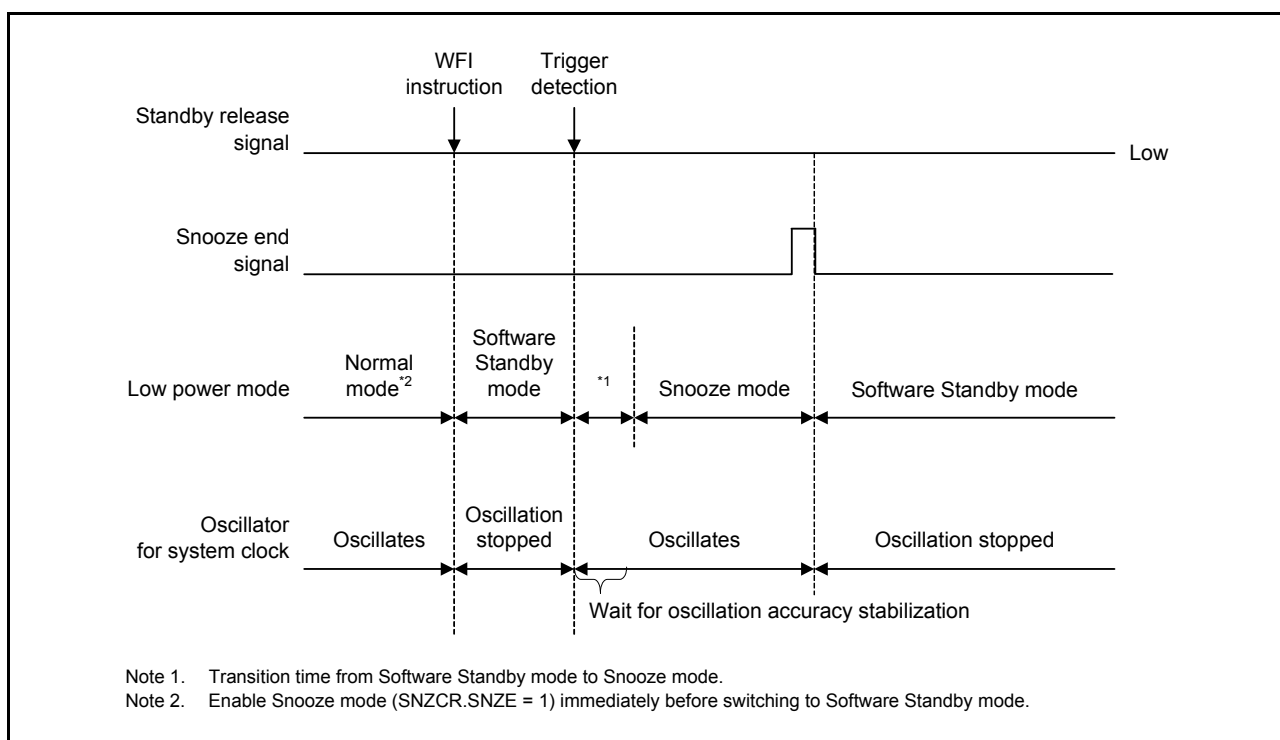 WFI
instruction
Trigger
detection
Standby release
signal
Low
Snooze end
signal
Low power mode
Normal
mode*2
Software
Standby
mode
*1
Snooze mode
Software Standby mode
Oscillator
for system clock
Oscillates
Oscillation
stopped
Oscillates
Oscillation stopped
Wait for oscillation accuracy stabilization
Note 1. Transition time from Software Standby mode to Snooze mode.
Note 2. Enable Snooze mode (SNZCR.SNZE = 1) immediately before switching to Software Standby mode.